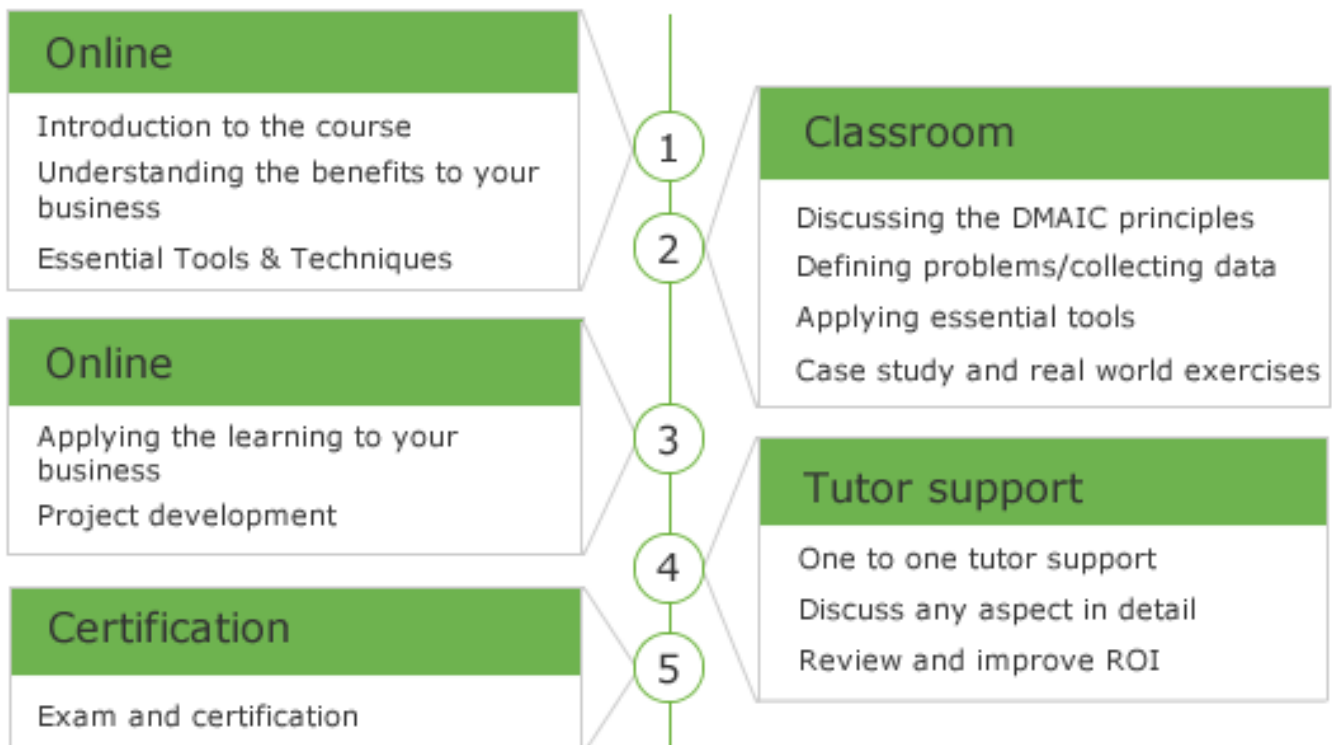 Online
Introduction to the course
Understanding the benefits to your
business
Essential Tools & Techniques
1
Classroom
Discussing the DMAIC principles
Defining problems/collecting data
Applying essential tools
Case study and real world exercises
2
Online
Applying the learning to your
business
Project development
3
Tutor support
One to one tutor support
Discuss any aspect in detail
Review and improve ROI
4
Certification
Exam and certification
5